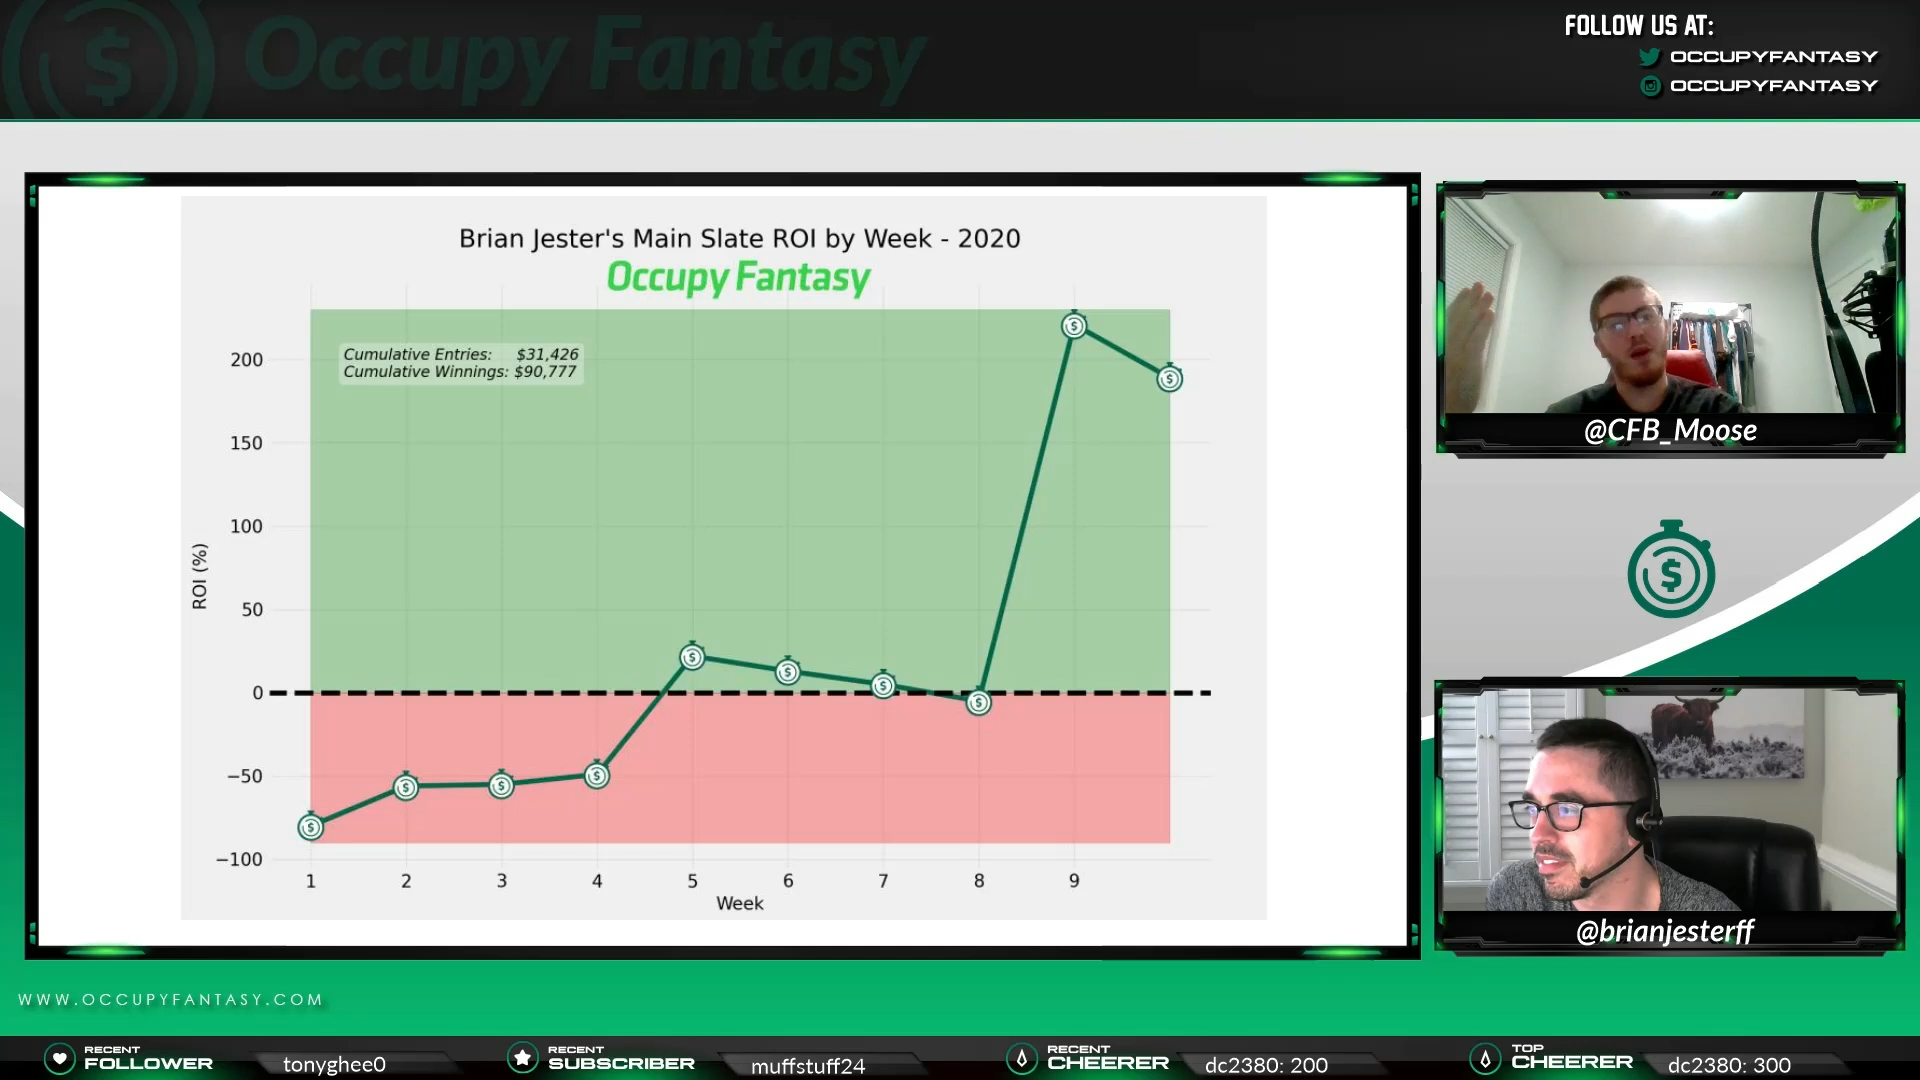 Occupy Fantasy
FOLLOW US AT:
OCCUPYFANTASY
OCCUPYFANTASY
Brian Jester's Main Slate ROI by Week - 2020
Occupy Fantasy
Cumulative Entries: $31,426
Cumulative Winnings: $90,777
200
150
100
50
0
−50
−100
ROI (%)
1 2 3 4 5 6 7 8 9
Week
@CFB_Moose
@brianjesterff
WWW.OCCUPYFANTASY.COM
RECENT
FOLLOWER
tonyghee0
RECENT
SUBSCRIBER
muffstuff24
RECENT
CHEERER
dc2380: 200
TOP
CHEERER
dc2380: 300